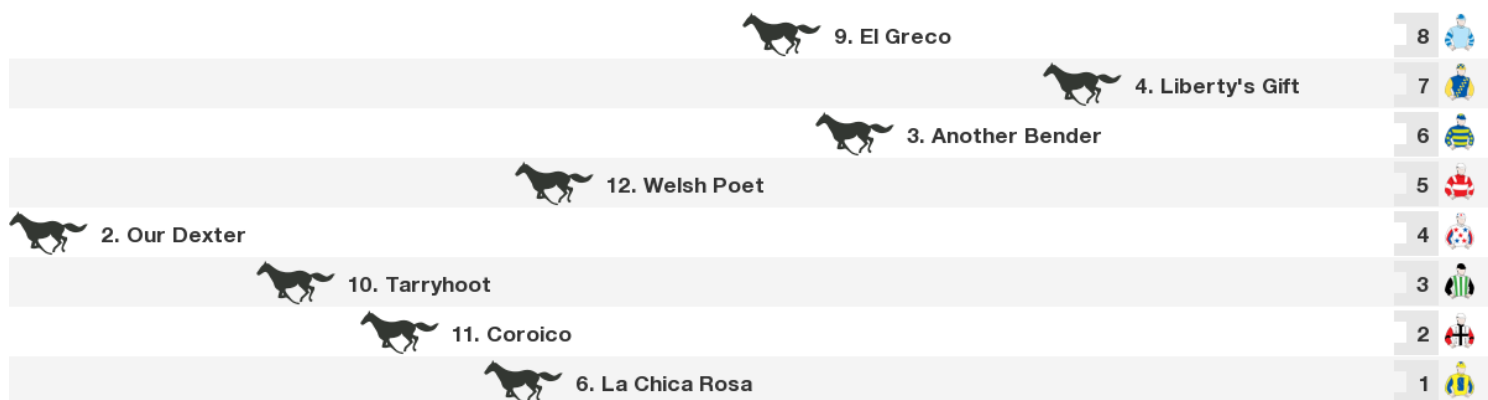 9. El Greco 8
4. Liberty's Gift 7
3. Another Bender 6
12. Welsh Poet 5
2. Our Dexter 4
10. Tarryhoot 3
11. Coroico 2
6. La Chica Rosa 1